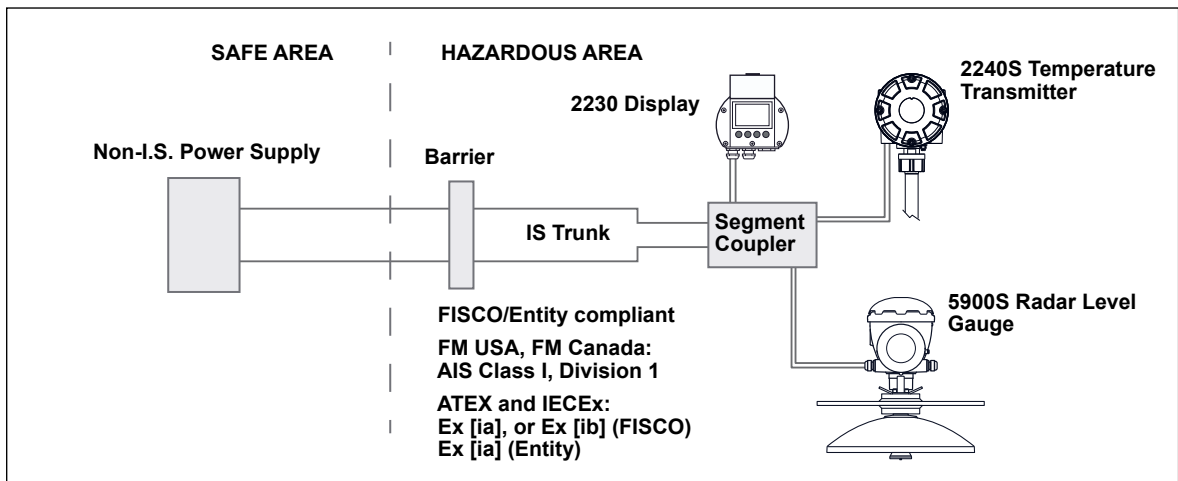 SAFE AREA
HAZARDOUS AREA
2230 Display
2240S Temperature
Transmitter
Non-I.S. Power Supply
Barrier
IS Trunk
Segment
Coupler
5900S Radar Level
Gauge
FISCO/Entity compliant
FM USA, FM Canada:
AIS Class I, Division 1
ATEX and IECEx:
Ex [ia], or Ex [ib] (FISCO)
Ex [ia] (Entity)